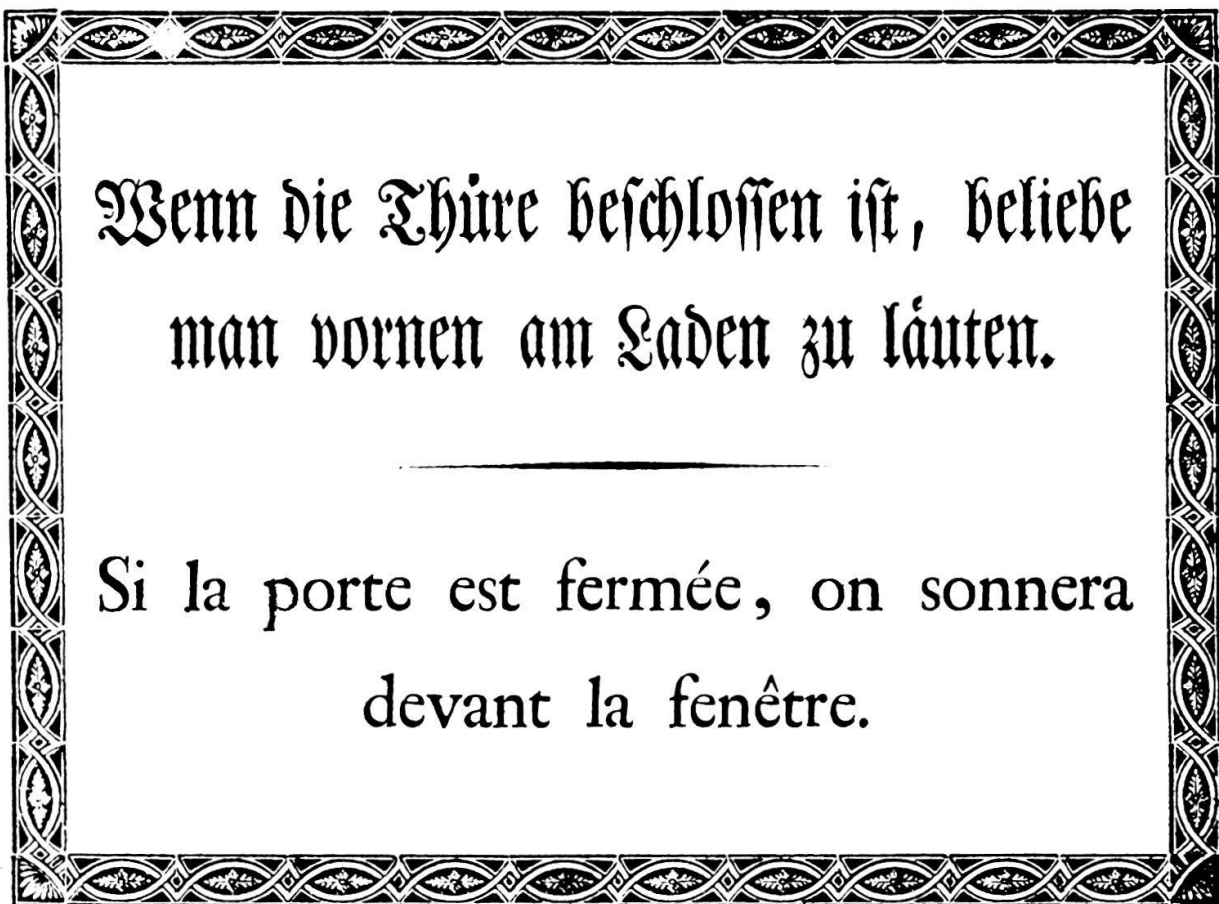 Wenn die Thüre beſchloſſen iſt, beliebe
man vornen am Laden zu läuten.
Si la porte est fermée, on sonnera
devant la fenêtre.